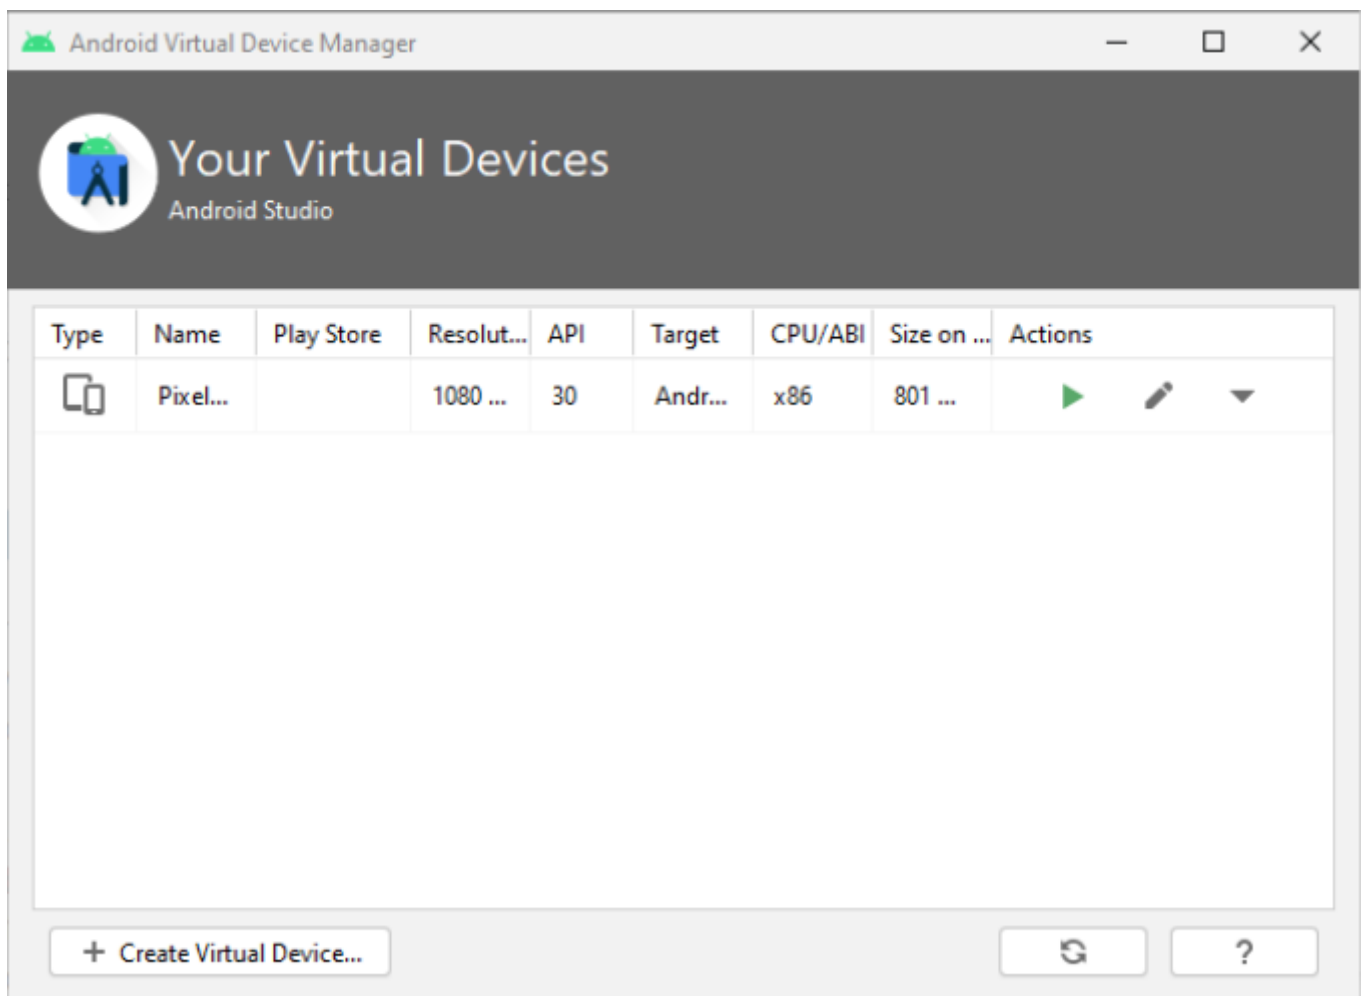 Android Virtual Device Manager
Your Virtual Devices
Android Studio
Type Name Play Store Resolut... API Target CPU/ABI Size on ... Actions
Pixel... 1080 ... 30 Andr... x86 801 ...
+ Create Virtual Device... ?